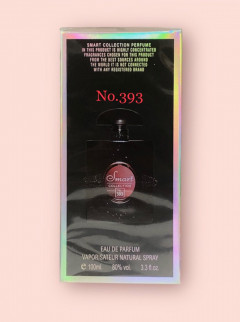 SMART COLLECTION PERFUME
IN THIS PRODUCT IS HIGHLY CONCENTRATED
FRAGRANCES CHOSEN FOR THIS PRODUCT
FROM THE BEST SOURCES AROUND
THE WORLD IT IS NOT CONNECTED
WITH ANY REGISTERED BRAND
No.393
Smart
COLLECTION
EAU DE PARFUM
VAPORISATEUR NATURAL SPRAY
℮ 100ml 80% vol 3.3 fl.oz